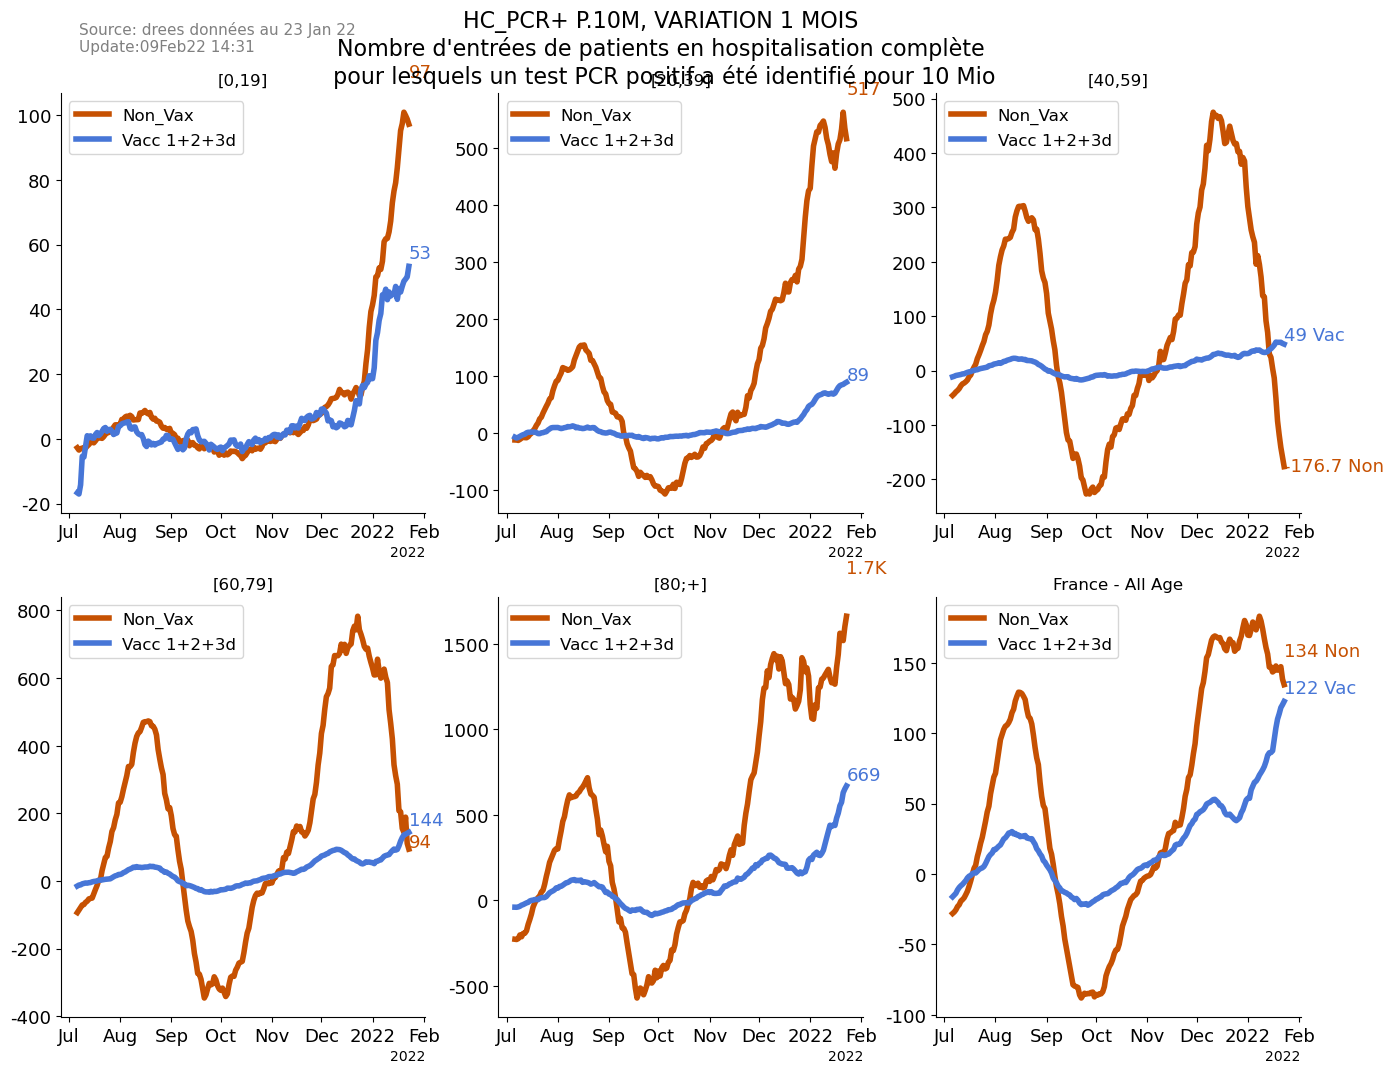 Source: drees données au 23 Jan 22
Update:09Feb22 14:31
HC_PCR+ P.10M, VARIATION 1 MOIS
Nombre d'entrées de patients en hospitalisation complète
pour lesquels un test PCR positif a été identifié pour 10 Mio
[0,19]
Non_Vax
Vacc 1+2+3d
97
53
100
80
60
40
20
0
-20
Jul Aug Sep Oct Nov Dec 2022 Feb
2022
[20,39]
Non_Vax
Vacc 1+2+3d
517
89
500
400
300
200
100
0
-100
Jul Aug Sep Oct Nov Dec 2022 Feb
2022
[40,59]
Non_Vax
Vacc 1+2+3d
49 Vac
-176.7 Non
500
400
300
200
100
0
-100
-200
Jul Aug Sep Oct Nov Dec 2022 Feb
2022
[60,79]
Non_Vax
Vacc 1+2+3d
144
94
800
600
400
200
0
-200
-400
Jul Aug Sep Oct Nov Dec 2022 Feb
2022
[80;+]
Non_Vax
Vacc 1+2+3d
1.7K
669
1500
1000
500
0
-500
Jul Aug Sep Oct Nov Dec 2022 Feb
2022
France - All Age
Non_Vax
Vacc 1+2+3d
134 Non
122 Vac
150
100
50
0
-50
-100
Jul Aug Sep Oct Nov Dec 2022 Feb
2022